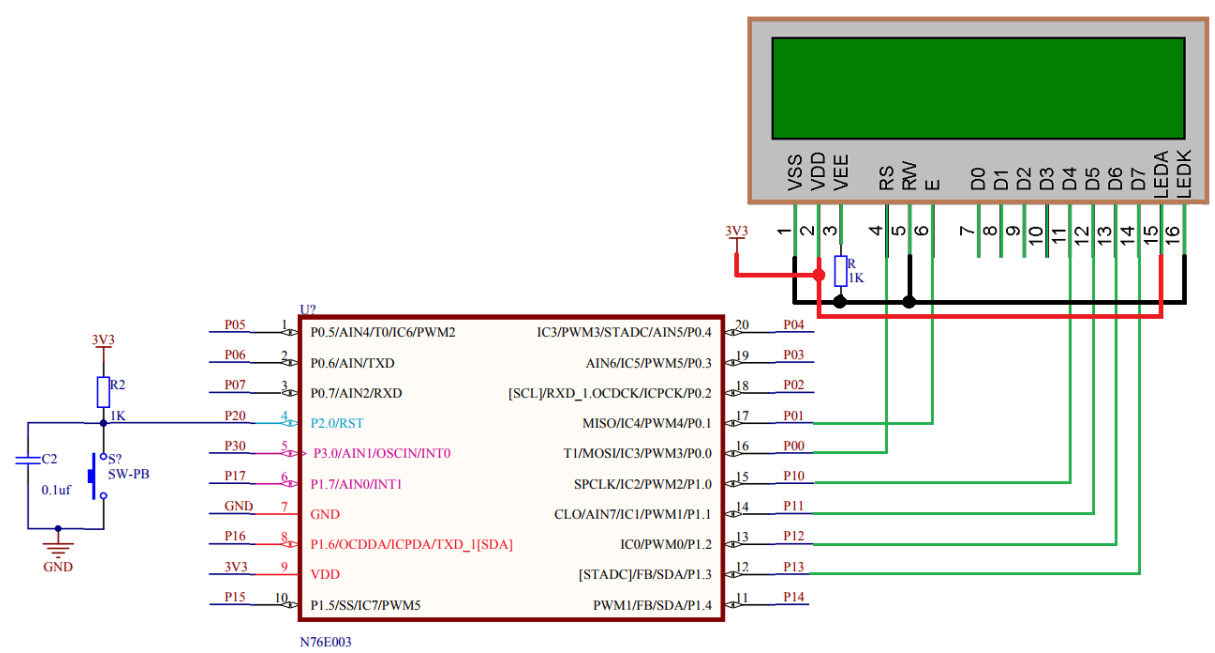 VSS
VDD
VEE
RS
RW
E
D0
D1
D2
D3
D4
D5
D6
D7
LEDA
LEDK
1
2
3
4
5
6
7
8
9
10
11
12
13
14
15
16
3V3
R
1K
U?
P05 1 P0.5/AIN4/T0/IC6/PWM2
IC3/PWM3/STADC/AIN5/P0.4 20 P04
P06 2 P0.6/AIN/TXD
AIN6/IC5/PWM5/P0.3 19 P03
P07 3 P0.7/AIN2/RXD
[SCL]/RXD_1.OCDCK/ICPCK/P0.2 18 P02
P20 4 P2.0/RST
MISO/IC4/PWM4/P0.1 17 P01
P30 5 P3.0/AIN1/OSCIN/INT0
T1/MOSI/IC3/PWM3/P0.0 16 P00
P17 6 P1.7/AIN0/INT1
SPCLK/IC2/PWM2/P1.0 15 P10
GND 7 GND
CLO/AIN7/IC1/PWM1/P1.1 14 P11
P16 8 P1.6/OCDDA/ICPDA/TXD_1[SDA]
IC0/PWM0/P1.2 13 P12
3V3 9 VDD
[STADC]/FB/SDA/P1.3 12 P13
P15 10 P1.5/SS/IC7/PWM5
PWM1/FB/SDA/P1.4 11 P14
N76E003
3V3
R2
1K
C2
0.1uf
S?
SW-PB
GND